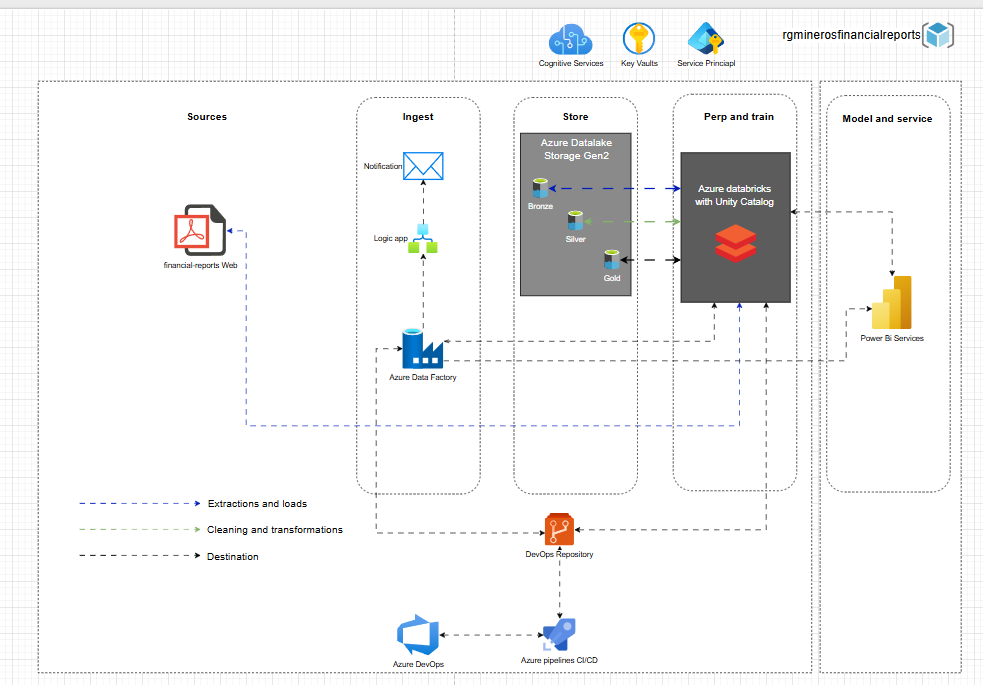 rgminerosfinancialreports
Cognitive Services
Key Vaults
Service Princiapl
Sources
Ingest
Store
Perp and train
Model and service
Azure Datalake
Storage Gen2
Notification
Bronze
Azure databricks
with Unity Catalog
Logic app
Silver
financial-reports Web
Gold
Power Bi Services
Azure Data Factory
Extractions and loads
Cleaning and transformations
Destination
DevOps Repository
Azure DevOps
Azure pipelines CI/CD